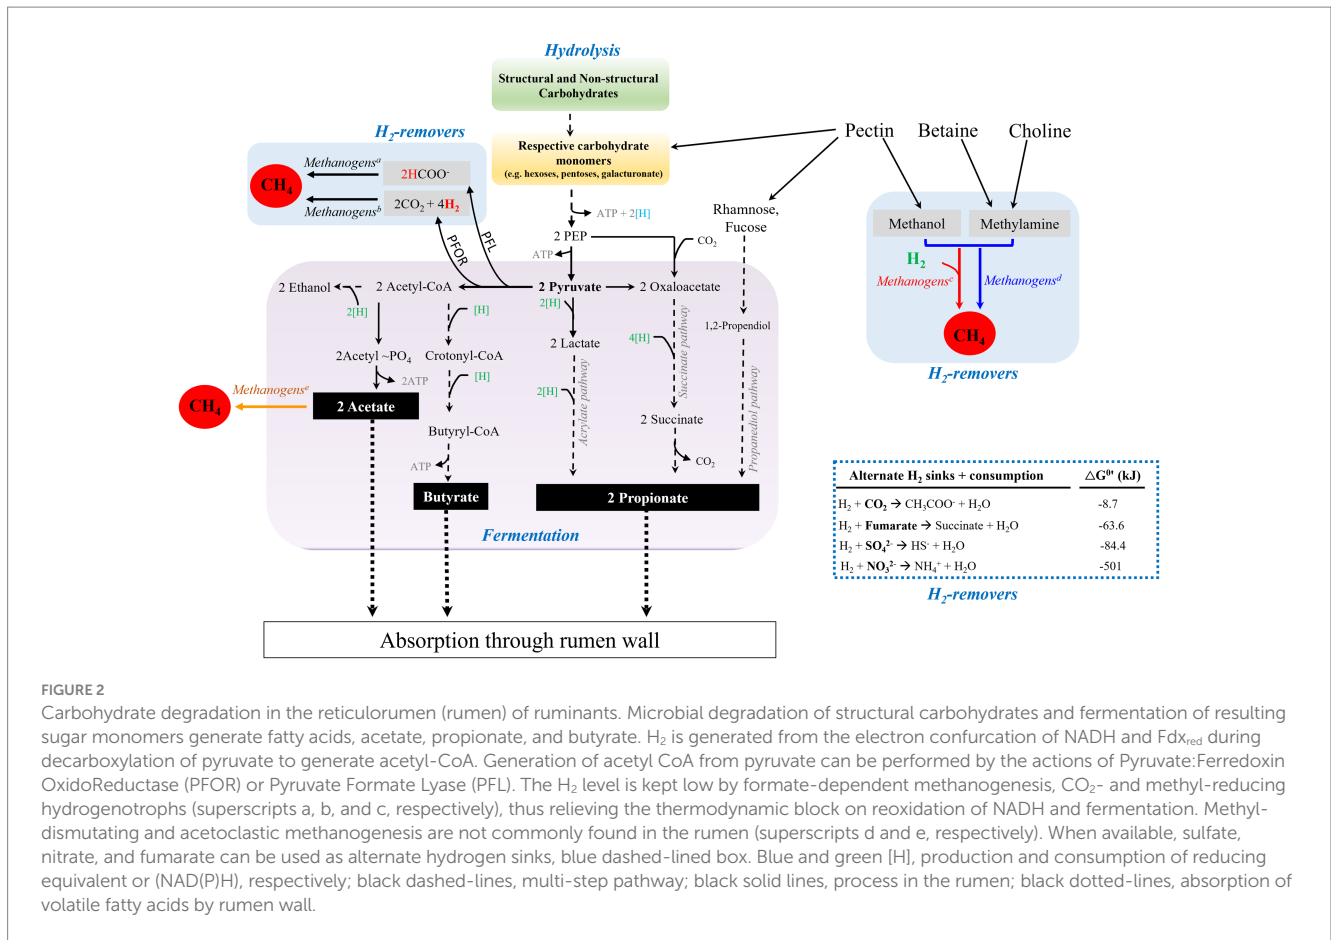 Hydrolysis
Structural and Non-structural
Carbohydrates
H₂-removers
Respective carbohydrate
monomers
(e.g. hexoses, pentoses, galacturonate)
Pectin
Betaine
Choline
Methanogensᵃ
CH₄
2HCOO⁻
Methanogensᵇ
2CO₂ + 4H₂
PFOR
PFL
ATP + 2[H]
2 PEP
ATP
CO₂
Rhamnose,
Fucose
Methanol
Methylamine
H₂
Methanogensᶜ
Methanogensᵈ
CH₄
H₂-removers
2 Ethanol
2 Acetyl-CoA
2 Pyruvate
2 Oxaloacetate
2[H]
[H]
2[H]
1,2-Propendiol
2Acetyl ~PO₄
Crotonyl-CoA
2 Lactate
4[H]
Succinate pathway
2ATP
[H]
2[H]
Acrylate pathway
Propanediol pathway
Methanogensᵉ
CH₄
2 Acetate
Butyryl-CoA
2 Succinate
ATP
CO₂
Butyrate
2 Propionate
Fermentation
Absorption through rumen wall
Alternate H₂ sinks + consumption △G⁰' (kJ)
H₂ + CO₂ → CH₃COO⁻ + H₂O -8.7
H₂ + Fumarate → Succinate + H₂O -63.6
H₂ + SO₄²⁻ → HS⁻ + H₂O -84.4
H₂ + NO₃²⁻ → NH₄⁺ + H₂O -501
H₂-removers
FIGURE 2
Carbohydrate degradation in the reticulorumen (rumen) of ruminants. Microbial degradation of structural carbohydrates and fermentation of resulting
sugar monomers generate fatty acids, acetate, propionate, and butyrate. H₂ is generated from the electron confurcation of NADH and Fdx_red during
decarboxylation of pyruvate to generate acetyl-CoA. Generation of acetyl CoA from pyruvate can be performed by the actions of Pyruvate:Ferredoxin
OxidoReductase (PFOR) or Pyruvate Formate Lyase (PFL). The H₂ level is kept low by formate-dependent methanogenesis, CO₂- and methyl-reducing
hydrogenotrophs (superscripts a, b, and c, respectively), thus relieving the thermodynamic block on reoxidation of NADH and fermentation. Methyl-
dismutating and acetoclastic methanogenesis are not commonly found in the rumen (superscripts d and e, respectively). When available, sulfate,
nitrate, and fumarate can be used as alternate hydrogen sinks, blue dashed-lined box. Blue and green [H], production and consumption of reducing
equivalent or (NAD(P)H), respectively; black dashed-lines, multi-step pathway; black solid lines, process in the rumen; black dotted-lines, absorption of
volatile fatty acids by rumen wall.